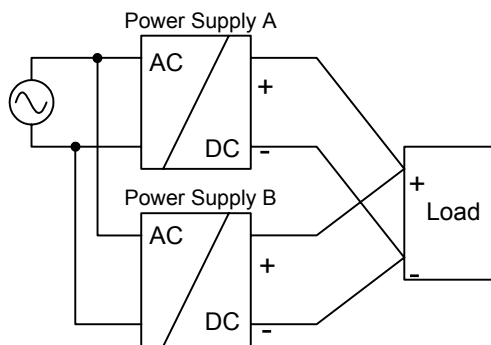 Power Supply A
AC
+
DC -
+
Load
-
Power Supply B
AC
+
DC -